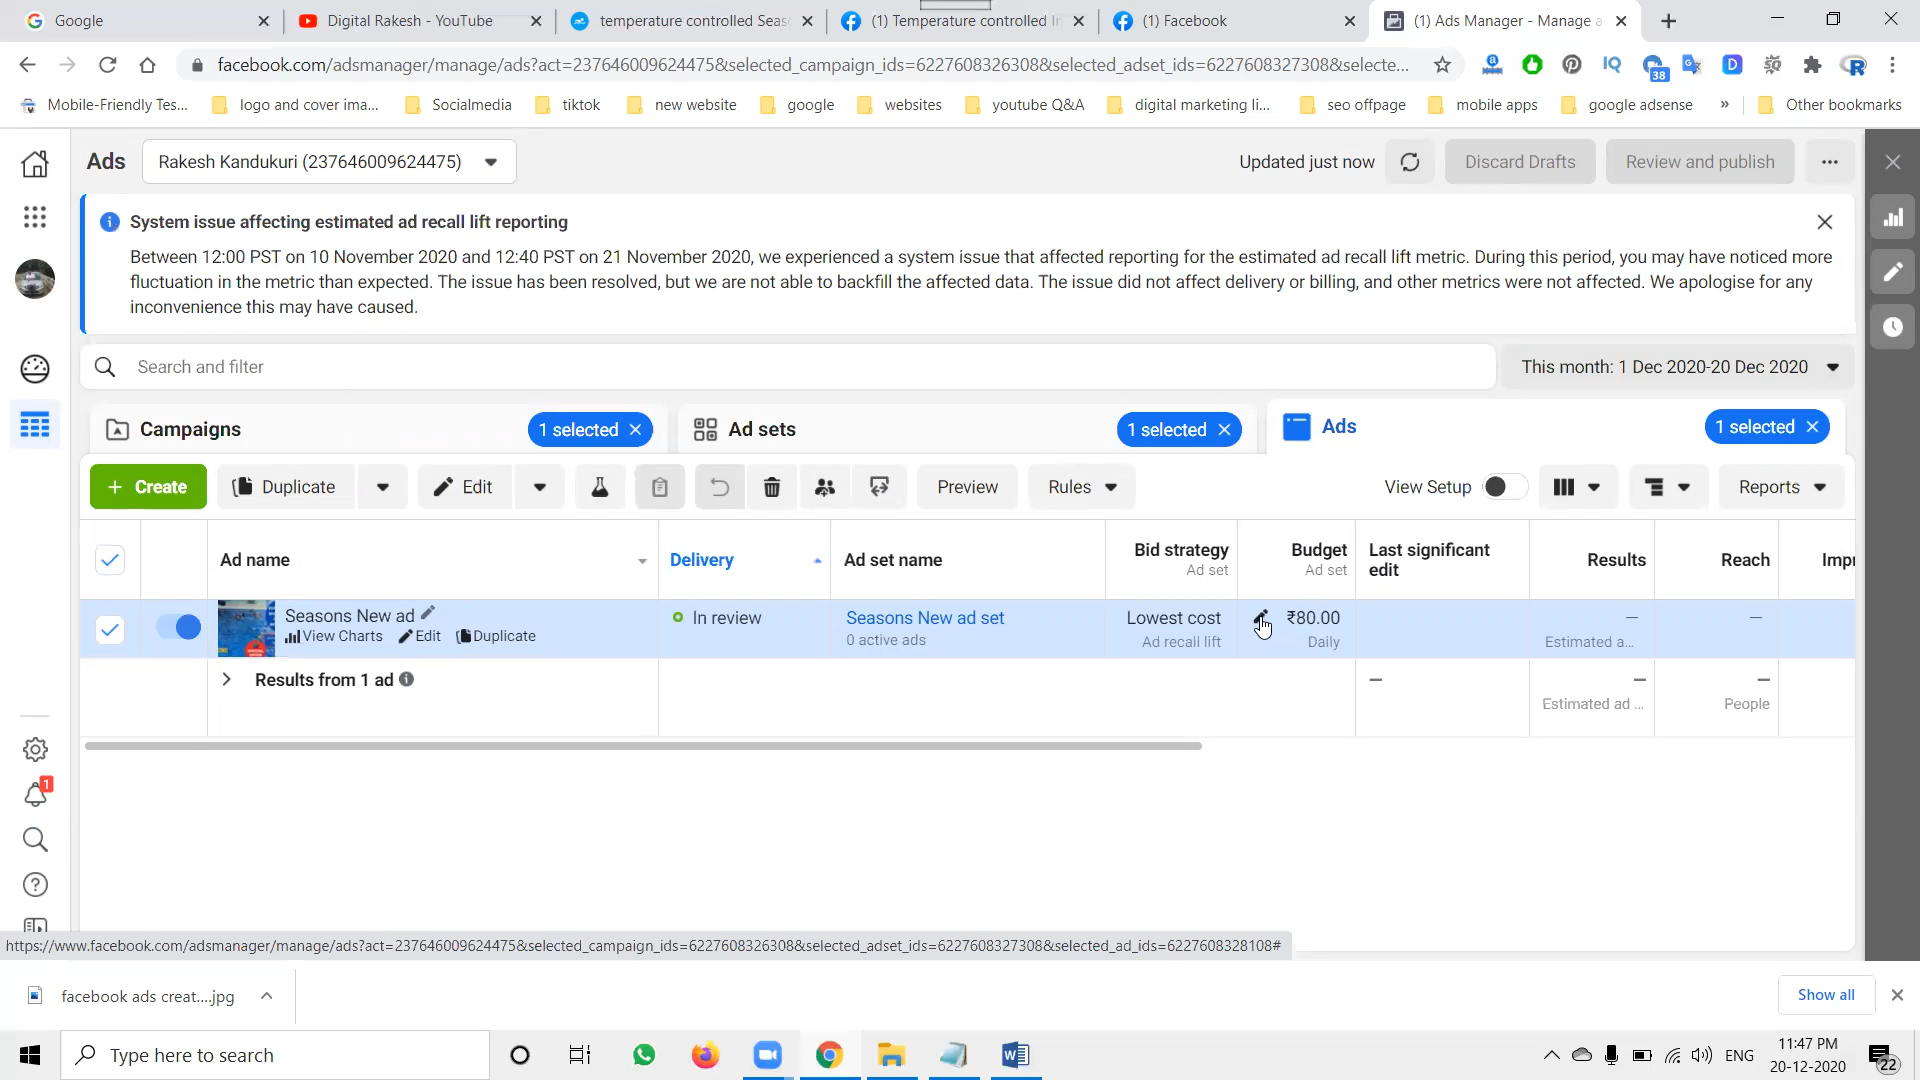 Google
Digital Rakesh - YouTube
temperature controlled Seas
(1) Temperature controlled I
(1) Facebook
(1) Ads Manager - Manage a
facebook.com/adsmanager/manage/ads?act=237646009624475&selected_campaign_ids=6227608326308&selected_adset_ids=6227608327308&selecte...
IQ
38
D
Mobile-Friendly Tes...
logo and cover ima...
Socialmedia
tiktok
new website
google
websites
youtube Q&A
digital marketing li...
seo offpage
mobile apps
google adsense
»
Other bookmarks
Ads
Rakesh Kandukuri (237646009624475)
Updated just now
Discard Drafts
Review and publish
System issue affecting estimated ad recall lift reporting
Between 12:00 PST on 10 November 2020 and 12:40 PST on 21 November 2020, we experienced a system issue that affected reporting for the estimated ad recall lift metric. During this period, you may have noticed more
fluctuation in the metric than expected. The issue has been resolved, but we are not able to backfill the affected data. The issue did not affect delivery or billing, and other metrics were not affected. We apologise for any
inconvenience this may have caused.
Search and filter
This month: 1 Dec 2020-20 Dec 2020
Campaigns
1 selected
Ad sets
1 selected
Ads
1 selected
+ Create
Duplicate
Edit
Preview
Rules
View Setup
Reports
Ad name
Delivery
Ad set name
Bid strategy
Ad set
Budget
Ad set
Last significant
edit
Results
Reach
Impr
Seasons New ad
View Charts
Edit
Duplicate
In review
Seasons New ad set
0 active ads
Lowest cost
Ad recall lift
₹80.00
Daily
—
Estimated a...
—
Results from 1 ad
—
—
Estimated ad ...
—
People
1
https://www.facebook.com/adsmanager/manage/ads?act=237646009624475&selected_campaign_ids=6227608326308&selected_adset_ids=6227608327308&selected_ad_ids=6227608328108#
facebook ads creat....jpg
Show all
Type here to search
ENG
11:47 PM
20-12-2020
22